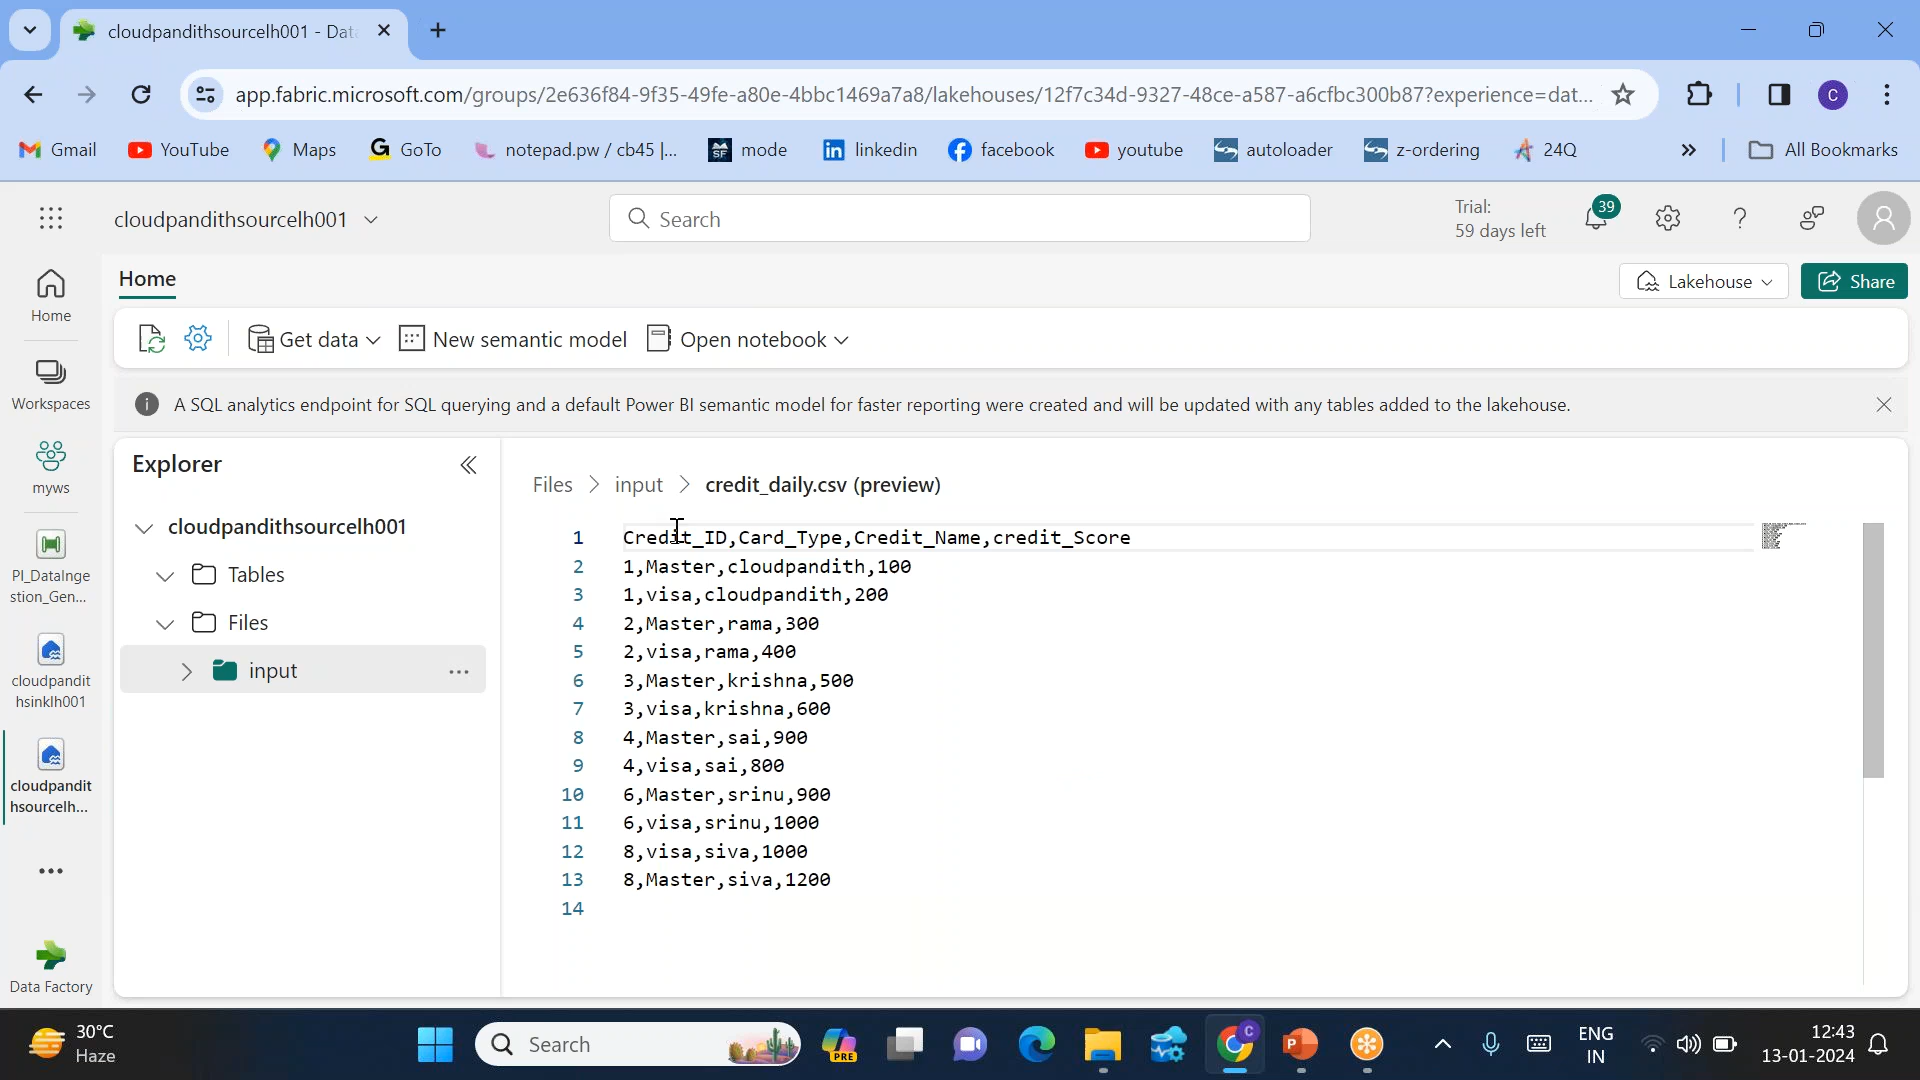 cloudpandithsourcelh001 - Data
app.fabric.microsoft.com/groups/2e636f84-9f35-49fe-a80e-4bbc1469a7a8/lakehouses/12f7c34d-9327-48ce-a587-a6cfbc300b87?experience=dat...
C
Gmail
YouTube
Maps
GoTo
notepad.pw / cb45 |...
mode
linkedin
facebook
youtube
autoloader
z-ordering
24Q
All Bookmarks
cloudpandithsourcelh001
Search
Trial:
59 days left
39
Home
Lakehouse
Share
Get data
New semantic model
Open notebook
A SQL analytics endpoint for SQL querying and a default Power BI semantic model for faster reporting were created and will be updated with any tables added to the lakehouse.
Home
Workspaces
myws
PI_DataInge
stion_Gen...
cloudpandit
hsinklh001
cloudpandit
hsourcelh...
Data Factory
Explorer
cloudpandithsourcelh001
Tables
Files
input
Files > input > credit_daily.csv (preview)
1 Credit_ID,Card_Type,Credit_Name,credit_Score
2 1,Master,cloudpandith,100
3 1,visa,cloudpandith,200
4 2,Master,rama,300
5 2,visa,rama,400
6 3,Master,krishna,500
7 3,visa,krishna,600
8 4,Master,sai,900
9 4,visa,sai,800
10 6,Master,srinu,900
11 6,visa,srinu,1000
12 8,visa,siva,1000
13 8,Master,siva,1200
14
30°C
Haze
Search
PRE
C
P
ENG
IN
12:43
13-01-2024